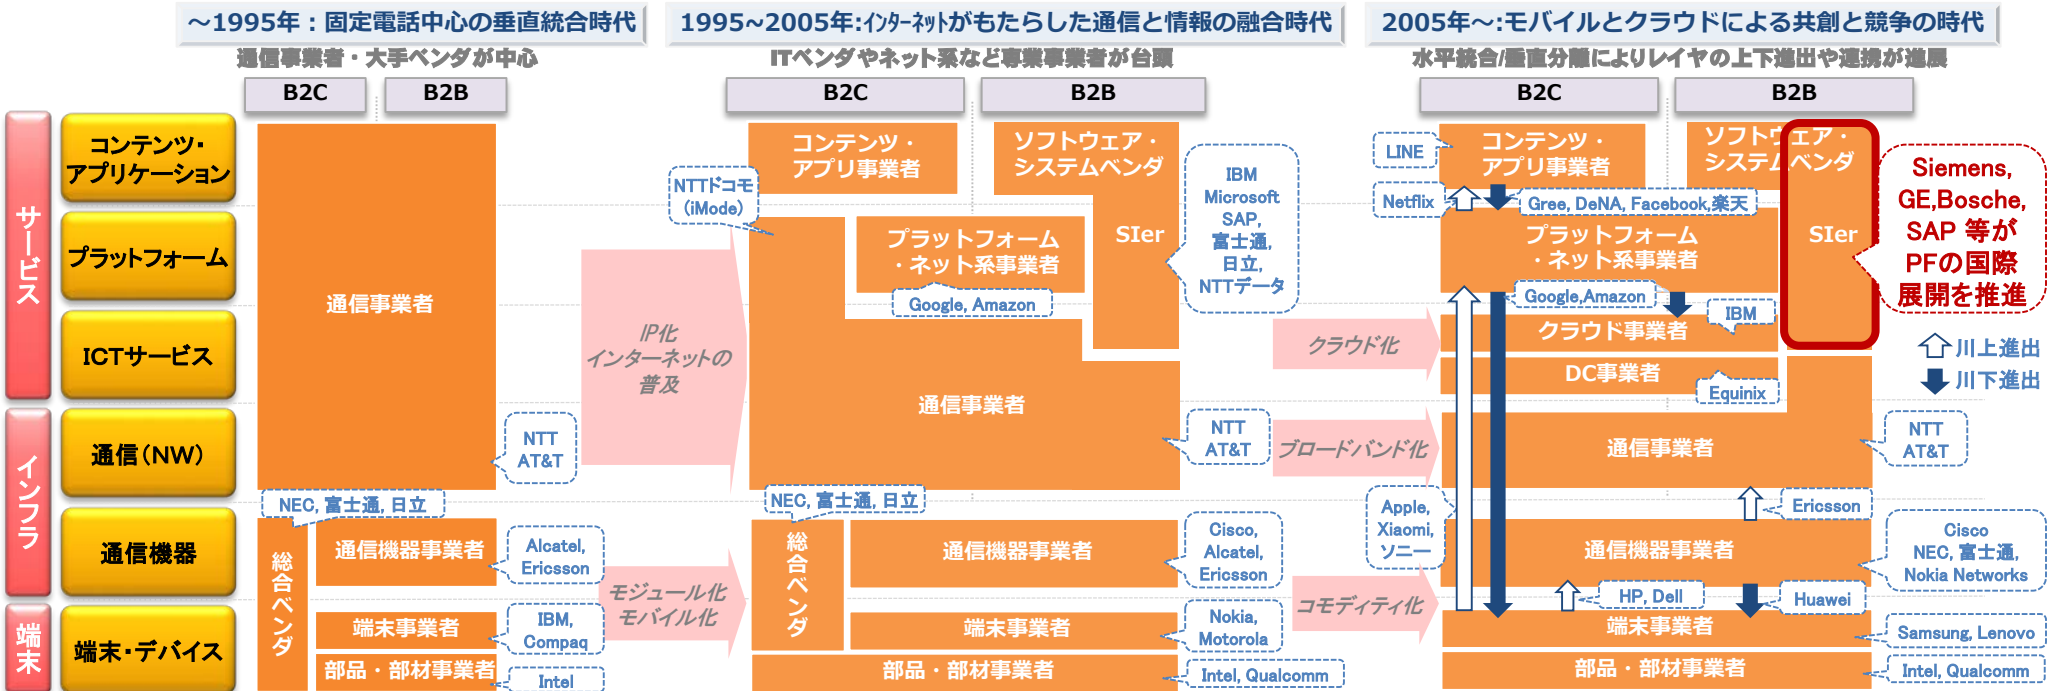 ～1995年：固定電話中心の垂直統合時代
通信事業者・大手ベンダが中心
B2C
B2B
1995~2005年:インターネットがもたらした通信と情報の融合時代
ITベンダやネット系など専業事業者が台頭
B2C
B2B
2005年～:モバイルとクラウドによる共創と競争の時代
水平統合/垂直分離によりレイヤの上下進出や連携が進展
B2C
B2B
サービス
インフラ
端末
コンテンツ・
アプリケーション
プラットフォーム
ICTサービス
通信（NW）
通信機器
端末・デバイス
通信事業者
NTT
AT&T
NEC, 富士通, 日立
総合ベンダ
通信機器事業者
Alcatel,
Ericsson
端末事業者
IBM,
Compaq
部品・部材事業者
Intel
IP化
インターネットの
普及
モジュール化
モバイル化
コンテンツ・
アプリ事業者
ソフトウェア・
システムベンダ
NTTドコモ
(iMode)
プラットフォーム
・ネット系事業者
SIer
IBM
Microsoft
SAP,
富士通,
日立,
NTTデータ
Google, Amazon
通信事業者
NTT
AT&T
NEC, 富士通, 日立
総合ベンダ
通信機器事業者
Cisco,
Alcatel,
Ericsson
端末事業者
Nokia,
Motorola
部品・部材事業者
Intel, Qualcomm
クラウド化
ブロードバンド化
コモディティ化
LINE
コンテンツ・
アプリ事業者
ソフトウェア・
システムベンダ
Netflix
Gree, DeNA, Facebook,楽天
プラットフォーム
・ネット系事業者
SIer
Siemens,
GE,Bosche,
SAP 等が
PFの国際
展開を推進
Google,Amazon
IBM
クラウド事業者
DC事業者
Equinix
川上進出
川下進出
通信事業者
NTT
AT&T
Apple,
Xiaomi,
ソニー
Ericsson
通信機器事業者
Cisco
NEC, 富士通,
Nokia Networks
HP, Dell
Huawei
端末事業者
Samsung, Lenovo
部品・部材事業者
Intel, Qualcomm